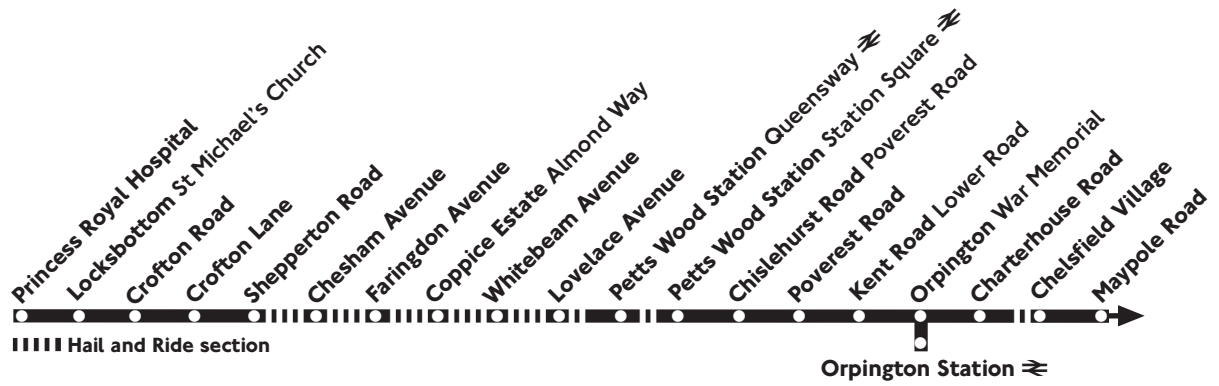 Princess Royal Hospital
Locksbottom St Michael's Church
Crofton Road
Crofton Lane
Shepperton Road
Chesham Avenue
Faringdon Avenue
Coppice Estate Almond Way
Whitebeam Avenue
Lovelace Avenue
Petts Wood Station Queensway
Petts Wood Station Station Square
Chislehurst Road Poverest Road
Poverest Road
Kent Road Lower Road
Orpington War Memorial
Charterhouse Road
Chelsfield Village
Maypole Road
Hail and Ride section
Orpington Station